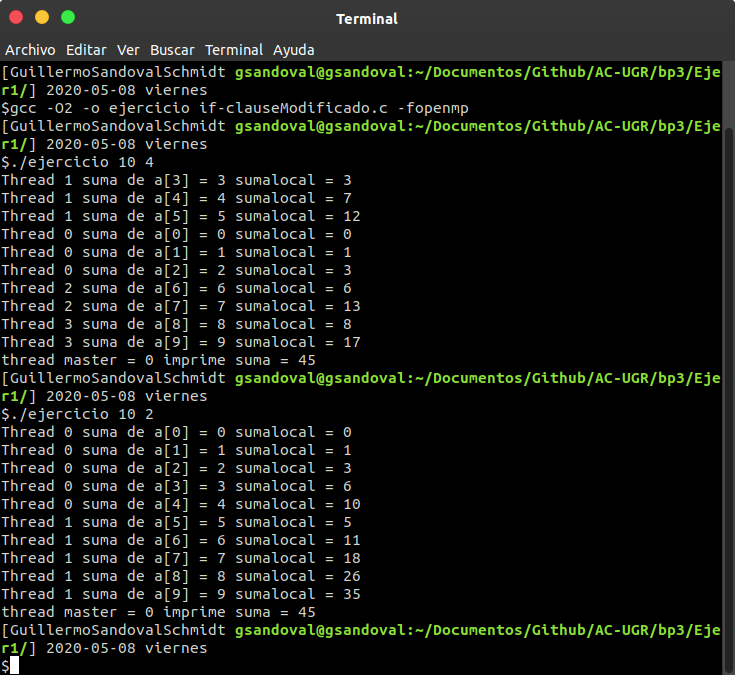 Terminal
Archivo Editar Ver Buscar Terminal Ayuda
[GuillermoSandovalSchmidt gsandoval@gsandoval:~/Documentos/Github/AC-UGR/bp3/Eje
r1/] 2020-05-08 viernes
$gcc -O2 -o ejercicio if-clauseModificado.c -fopenmp
[GuillermoSandovalSchmidt gsandoval@gsandoval:~/Documentos/Github/AC-UGR/bp3/Eje
r1/] 2020-05-08 viernes
$./ejercicio 10 4
Thread 1 suma de a[3] = 3 sumalocal = 3
Thread 1 suma de a[4] = 4 sumalocal = 7
Thread 1 suma de a[5] = 5 sumalocal = 12
Thread 0 suma de a[0] = 0 sumalocal = 0
Thread 0 suma de a[1] = 1 sumalocal = 1
Thread 0 suma de a[2] = 2 sumalocal = 3
Thread 2 suma de a[6] = 6 sumalocal = 6
Thread 2 suma de a[7] = 7 sumalocal = 13
Thread 3 suma de a[8] = 8 sumalocal = 8
Thread 3 suma de a[9] = 9 sumalocal = 17
thread master = 0 imprime suma = 45
[GuillermoSandovalSchmidt gsandoval@gsandoval:~/Documentos/Github/AC-UGR/bp3/Eje
r1/] 2020-05-08 viernes
$./ejercicio 10 2
Thread 0 suma de a[0] = 0 sumalocal = 0
Thread 0 suma de a[1] = 1 sumalocal = 1
Thread 0 suma de a[2] = 2 sumalocal = 3
Thread 0 suma de a[3] = 3 sumalocal = 6
Thread 0 suma de a[4] = 4 sumalocal = 10
Thread 1 suma de a[5] = 5 sumalocal = 5
Thread 1 suma de a[6] = 6 sumalocal = 11
Thread 1 suma de a[7] = 7 sumalocal = 18
Thread 1 suma de a[8] = 8 sumalocal = 26
Thread 1 suma de a[9] = 9 sumalocal = 35
thread master = 0 imprime suma = 45
[GuillermoSandovalSchmidt gsandoval@gsandoval:~/Documentos/Github/AC-UGR/bp3/Eje
r1/] 2020-05-08 viernes
$